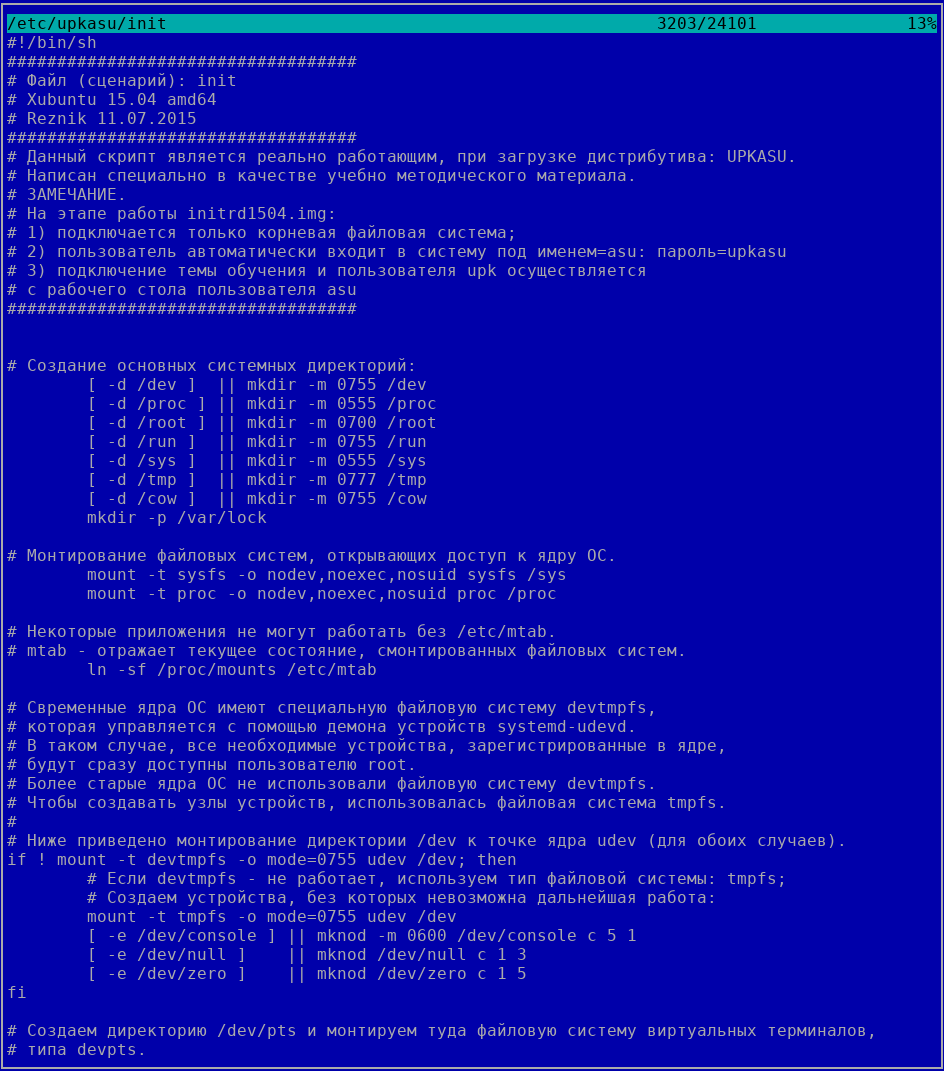 /etc/upkasu/init 3203/24101 13%
#!/bin/sh
###################################
# Файл (сценарий): init
# Xubuntu 15.04 amd64
# Reznik 11.07.2015
###################################
# Данный скрипт является реально работающим, при загрузке дистрибутива: UPKASU.
# Написан специально в качестве учебно методического материала.
# ЗАМЕЧАНИЕ.
# На этапе работы initrd1504.img:
# 1) подключается только корневая файловая система;
# 2) пользователь автоматически входит в систему под именем=asu: пароль=upkasu
# 3) подключение темы обучения и пользователя upk осуществляется
# с рабочего стола пользователя asu
###################################
# Создание основных системных директорий:
        [ -d /dev ]  || mkdir -m 0755 /dev
        [ -d /proc ] || mkdir -m 0555 /proc
        [ -d /root ] || mkdir -m 0700 /root
        [ -d /run ]  || mkdir -m 0755 /run
        [ -d /sys ]  || mkdir -m 0555 /sys
        [ -d /tmp ]  || mkdir -m 0777 /tmp
        [ -d /cow ]  || mkdir -m 0755 /cow
        mkdir -p /var/lock
# Монтирование файловых систем, открывающих доступ к ядру ОС.
        mount -t sysfs -o nodev,noexec,nosuid sysfs /sys
        mount -t proc -o nodev,noexec,nosuid proc /proc
# Некоторые приложения не могут работать без /etc/mtab.
# mtab - отражает текущее состояние, смонтированных файловых систем.
        ln -sf /proc/mounts /etc/mtab
# Свременные ядра ОС имеют специальную файловую систему devtmpfs,
# которая управляется с помощью демона устройств systemd-udevd.
# В таком случае, все необходимые устройства, зарегистрированные в ядре,
# будут сразу доступны пользователю root.
# Более старые ядра ОС не использовали файловую систему devtmpfs.
# Чтобы создавать узлы устройств, использовалась файловая система tmpfs.
#
# Ниже приведено монтирование директории /dev к точке ядра udev (для обоих случаев).
if ! mount -t devtmpfs -o mode=0755 udev /dev; then
        # Если devtmpfs - не работает, используем тип файловой системы: tmpfs;
        # Создаем устройства, без которых невозможна дальнейшая работа:
        mount -t tmpfs -o mode=0755 udev /dev
        [ -e /dev/console ] || mknod -m 0600 /dev/console c 5 1
        [ -e /dev/null ]    || mknod /dev/null c 1 3
        [ -e /dev/zero ]    || mknod /dev/zero c 1 5
fi
# Создаем директорию /dev/pts и монтируем туда файловую систему виртуальных терминалов,
# типа devpts.